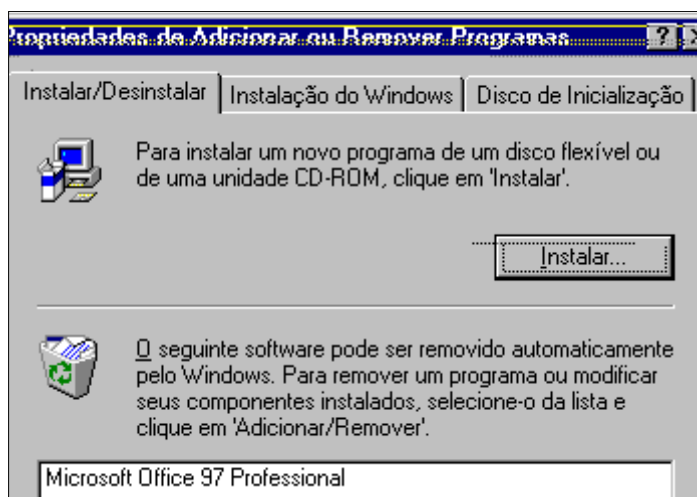 Propriedades de Adicionar ou Remover Programas
Instalar/Desinstalar Instalação do Windows Disco de Inicialização
Para instalar um novo programa de um disco flexível ou
de uma unidade CD-ROM, clique em 'Instalar'.
Instalar...
O seguinte software pode ser removido automaticamente
pelo Windows. Para remover um programa ou modificar
seus componentes instalados, selecione-o da lista e
clique em 'Adicionar/Remover'.
Microsoft Office 97 Professional